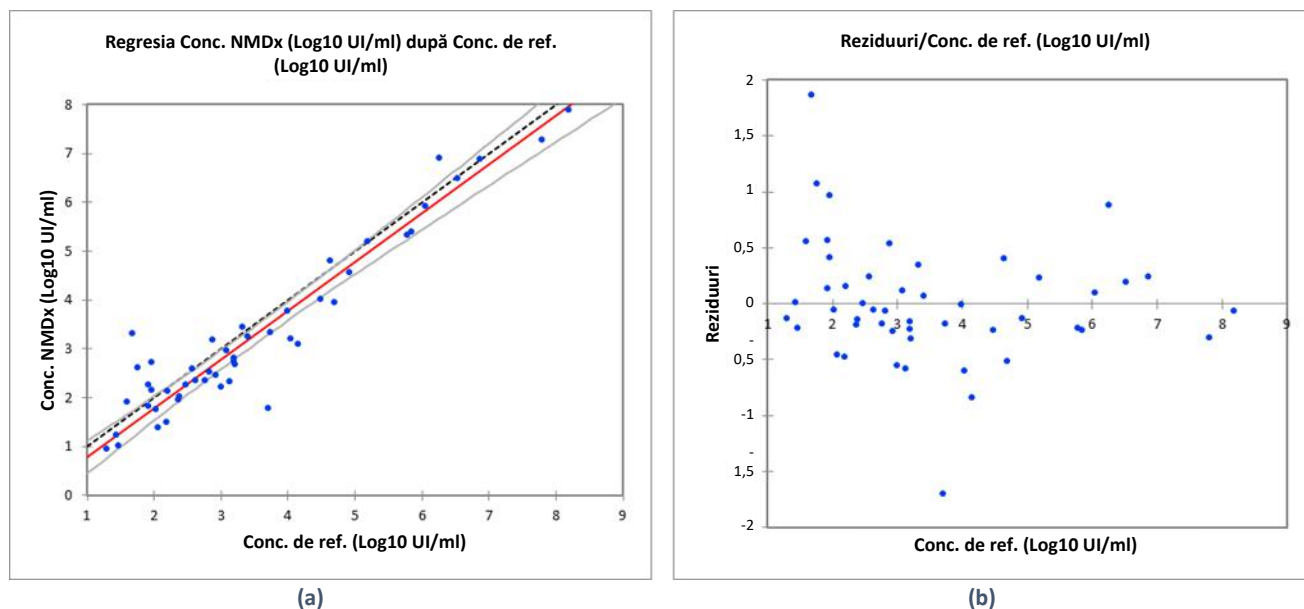 Regresia Conc. NMDx (Log10 UI/ml) după Conc. de ref.
(Log10 UI/ml)
8
7
6
5
4
3
2
1
0
Conc. NMDx (Log10 UI/ml)
1 2 3 4 5 6 7 8 9
Conc. de ref. (Log10 UI/ml)
(a)
Reziduuri/Conc. de ref. (Log10 UI/ml)
2
1,5
1
0,5
0
-
0,5
-1
-
1,5
-2
Reziduuri
1 2 3 4 5 6 7 8 9
Conc. de ref. (Log10 UI/ml)
(b)